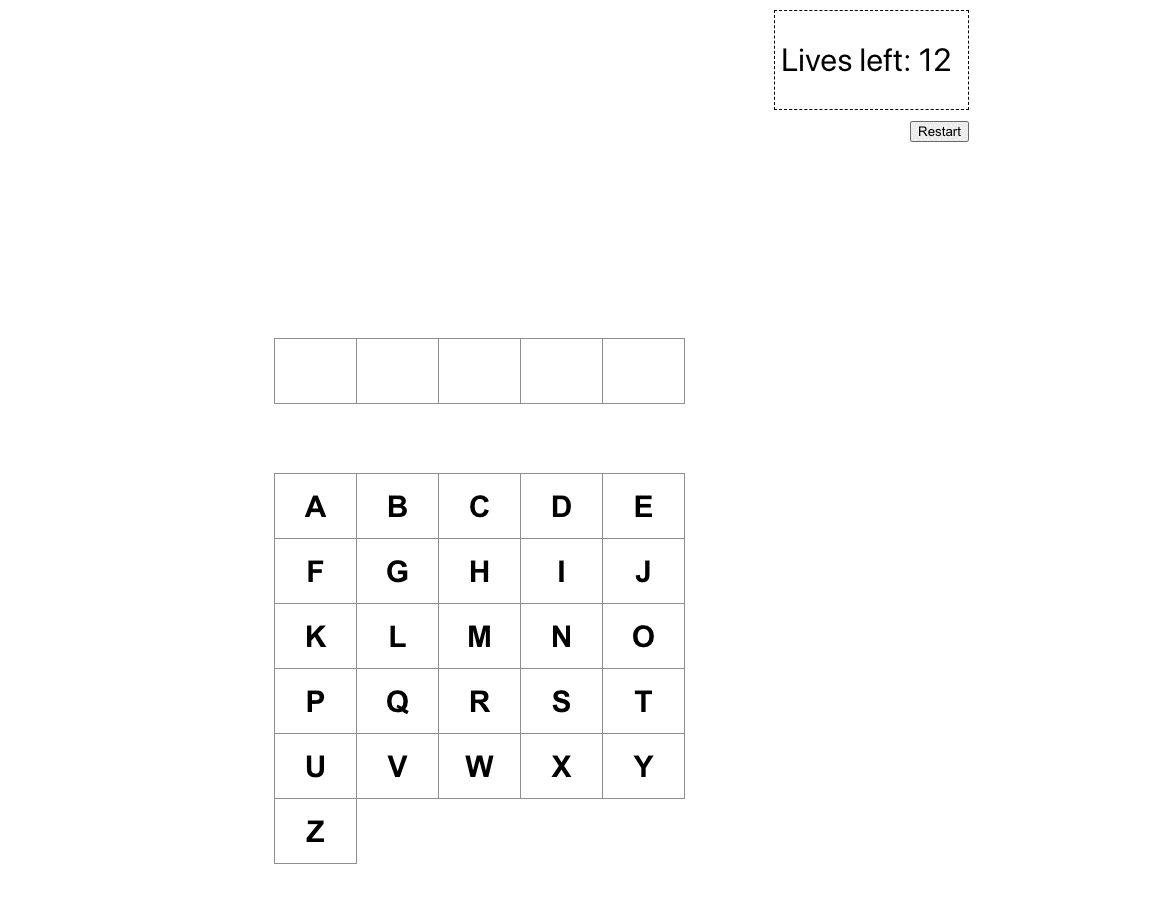 Lives left: 12
Restart
A B C D E
F G H I J
K L M N O
P Q R S T
U V W X Y
Z